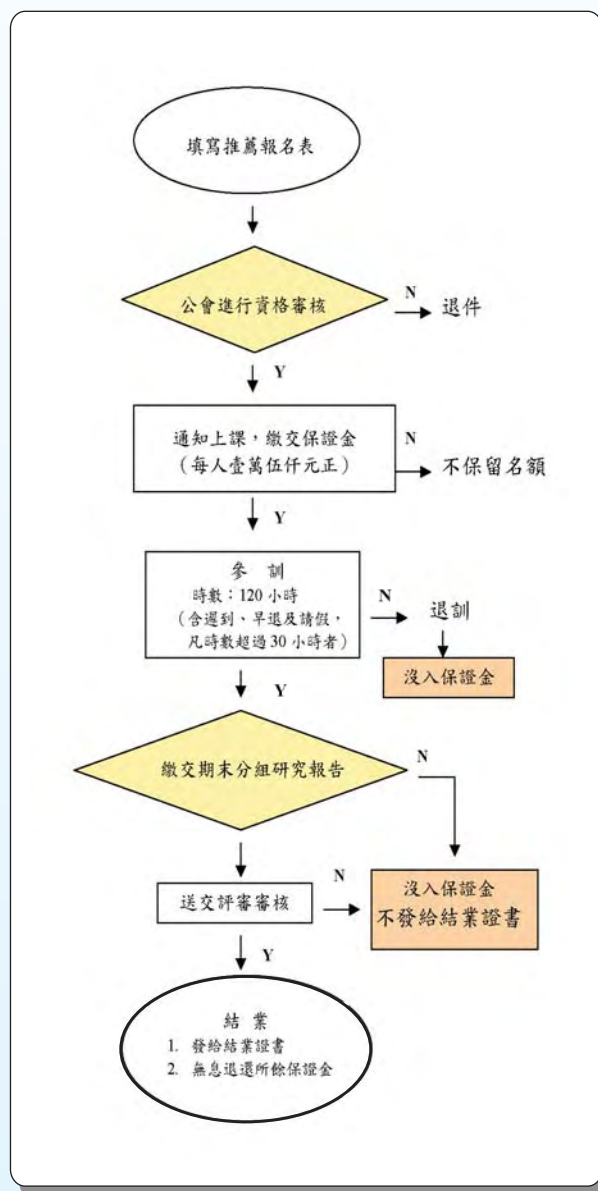 填寫推薦報名表
公會進行資格審核
N
退件
Y
通知上課，繳交保證金
（每人壹萬伍仟元正）
N
不保留名額
Y
參 訓
時數：120 小時
（含遲到、早退及請假，
凡時數超過 30 小時者）
N
退訓
沒入保證金
Y
繳交期末分組研究報告
N
送交評審審核
N
沒入保證金
不發給結業證書
Y
結 業
1. 發給結業證書
2. 無息退還所餘保證金